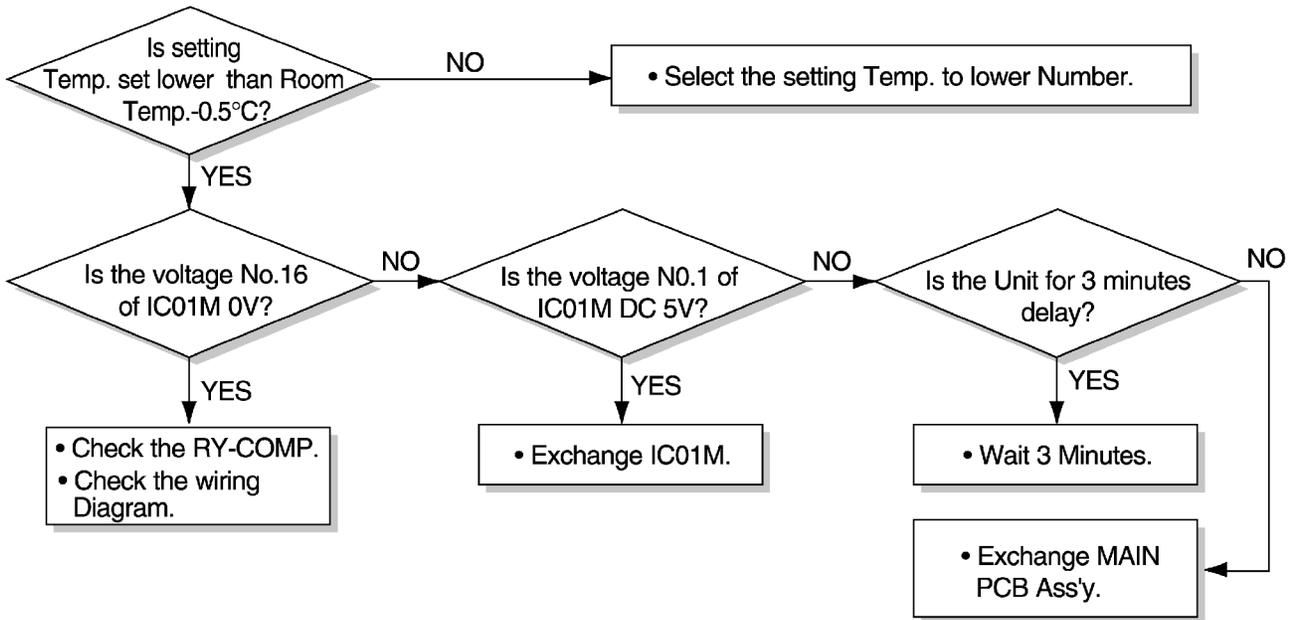 Is setting
Temp. set lower than Room
Temp.-0.5°C?
NO
• Select the setting Temp. to lower Number.
YES
Is the voltage No.16
of IC01M 0V?
NO
Is the voltage N0.1 of
IC01M DC 5V?
NO
Is the Unit for 3 minutes
delay?
NO
YES
• Check the RY-COMP.
• Check the wiring
Diagram.
YES
• Exchange IC01M.
YES
• Wait 3 Minutes.
• Exchange MAIN
PCB Ass'y.